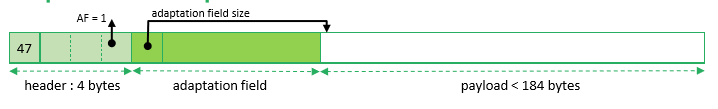 AF = 1
adaptation field size
47
header : 4 bytes
adaptation field
payload < 184 bytes